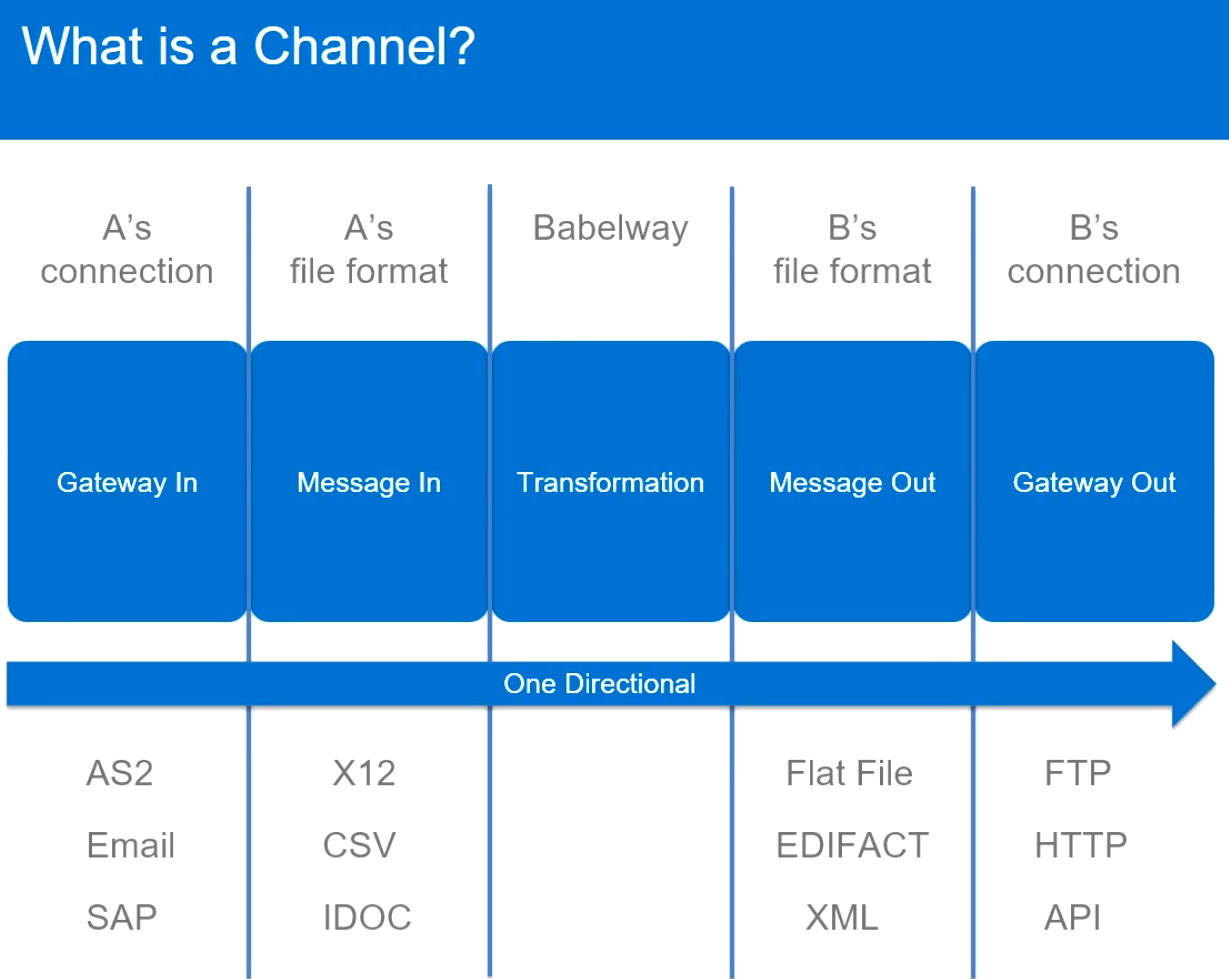 What is a Channel?
A's
connection
A's
file format
Babelway
B's
file format
B's
connection
Gateway In
Message In
Transformation
Message Out
Gateway Out
One Directional
AS2
X12
Flat File
FTP
Email
CSV
EDIFACT
HTTP
SAP
IDOC
XML
API